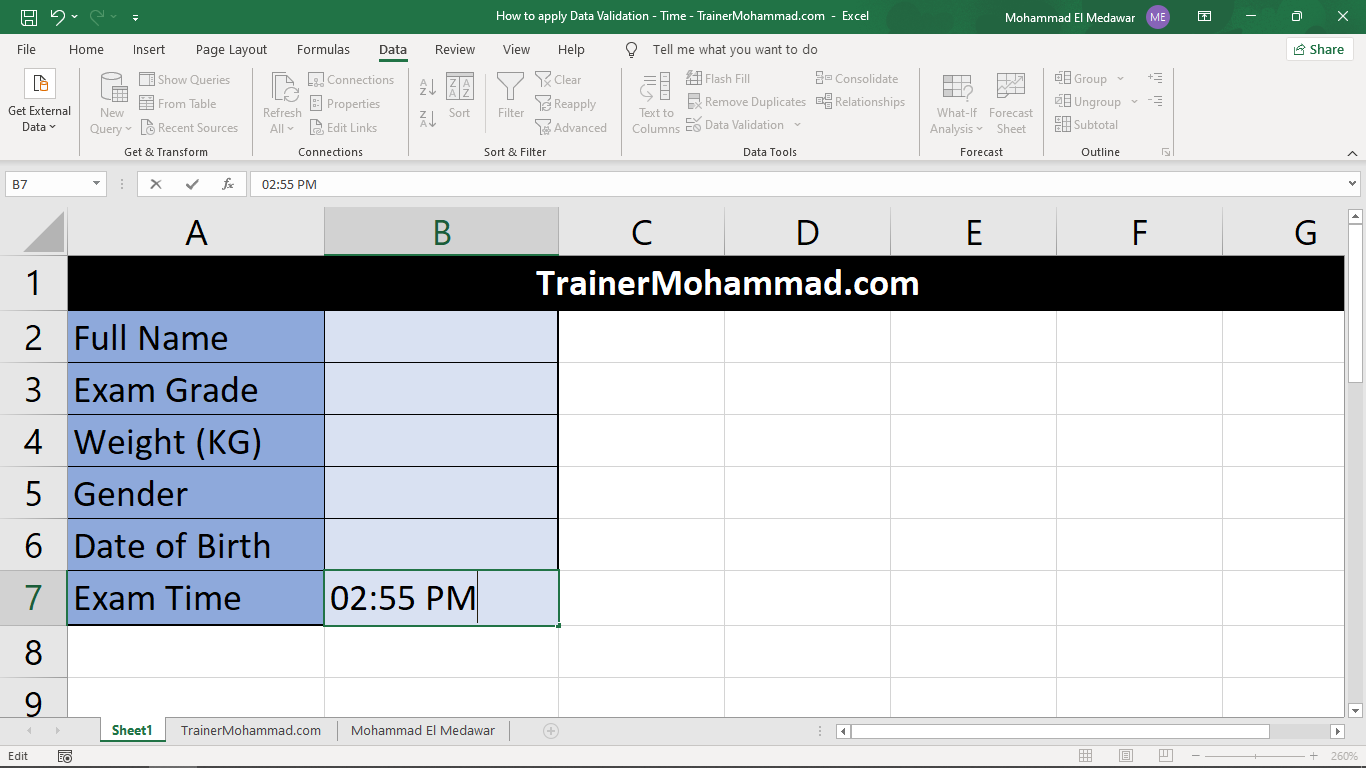 How to apply Data Validation - Time - TrainerMohammad.com - Excel
Mohammad El Medawar ME
File Home Insert Page Layout Formulas Data Review View Help Tell me what you want to do Share
Get External Data
New Query
Show Queries
From Table
Recent Sources
Get & Transform
Refresh All
Connections
Properties
Edit Links
Connections
Sort
Filter
Clear
Reapply
Advanced
Sort & Filter
Text to Columns
Flash Fill
Remove Duplicates
Data Validation
Consolidate
Relationships
Data Tools
What-If Analysis
Forecast Sheet
Forecast
Group
Ungroup
Subtotal
Outline
B7 fx 02:55 PM
A B C D E F G
1 TrainerMohammad.com
2 Full Name
3 Exam Grade
4 Weight (KG)
5 Gender
6 Date of Birth
7 Exam Time 02:55 PM
8
9
Sheet1 TrainerMohammad.com Mohammad El Medawar
Edit 260%